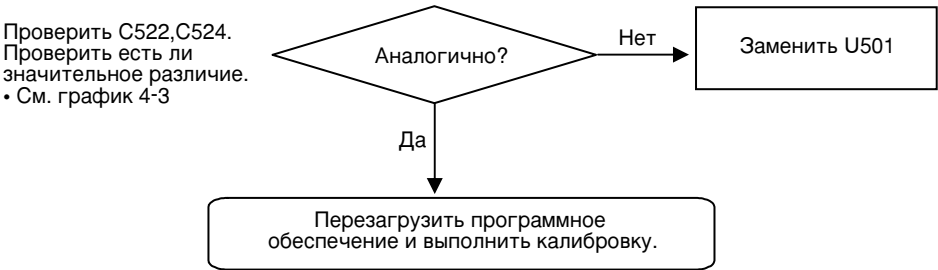 Проверить C522,C524.
Проверить есть ли
значительное различие.
• См. график 4-3
Аналогично?
Нет
Заменить U501
Да
Перезагрузить программное
обеспечение и выполнить калибровку.